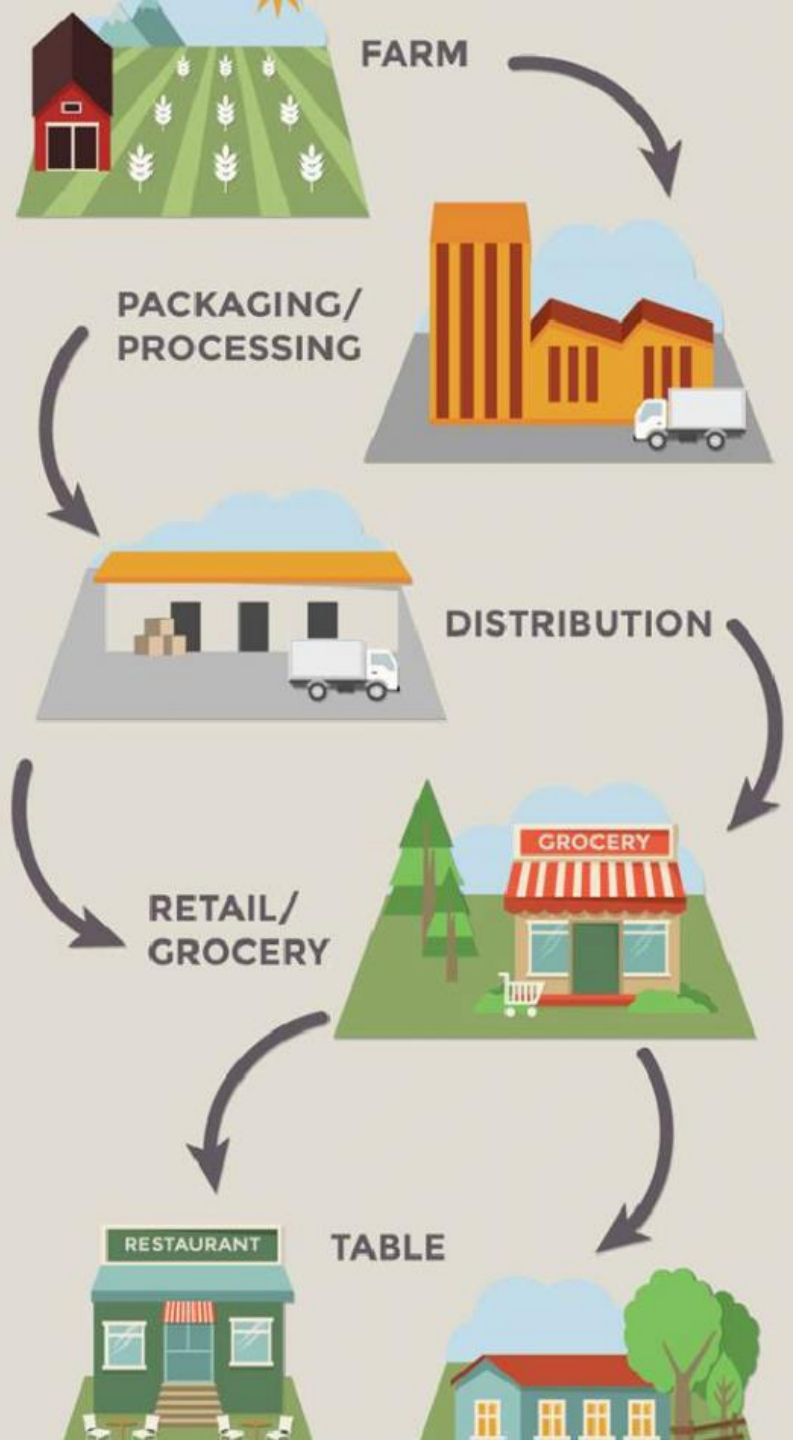 FARM
PACKAGING/
PROCESSING
DISTRIBUTION
GROCERY
RETAIL/
GROCERY
RESTAURANT
TABLE